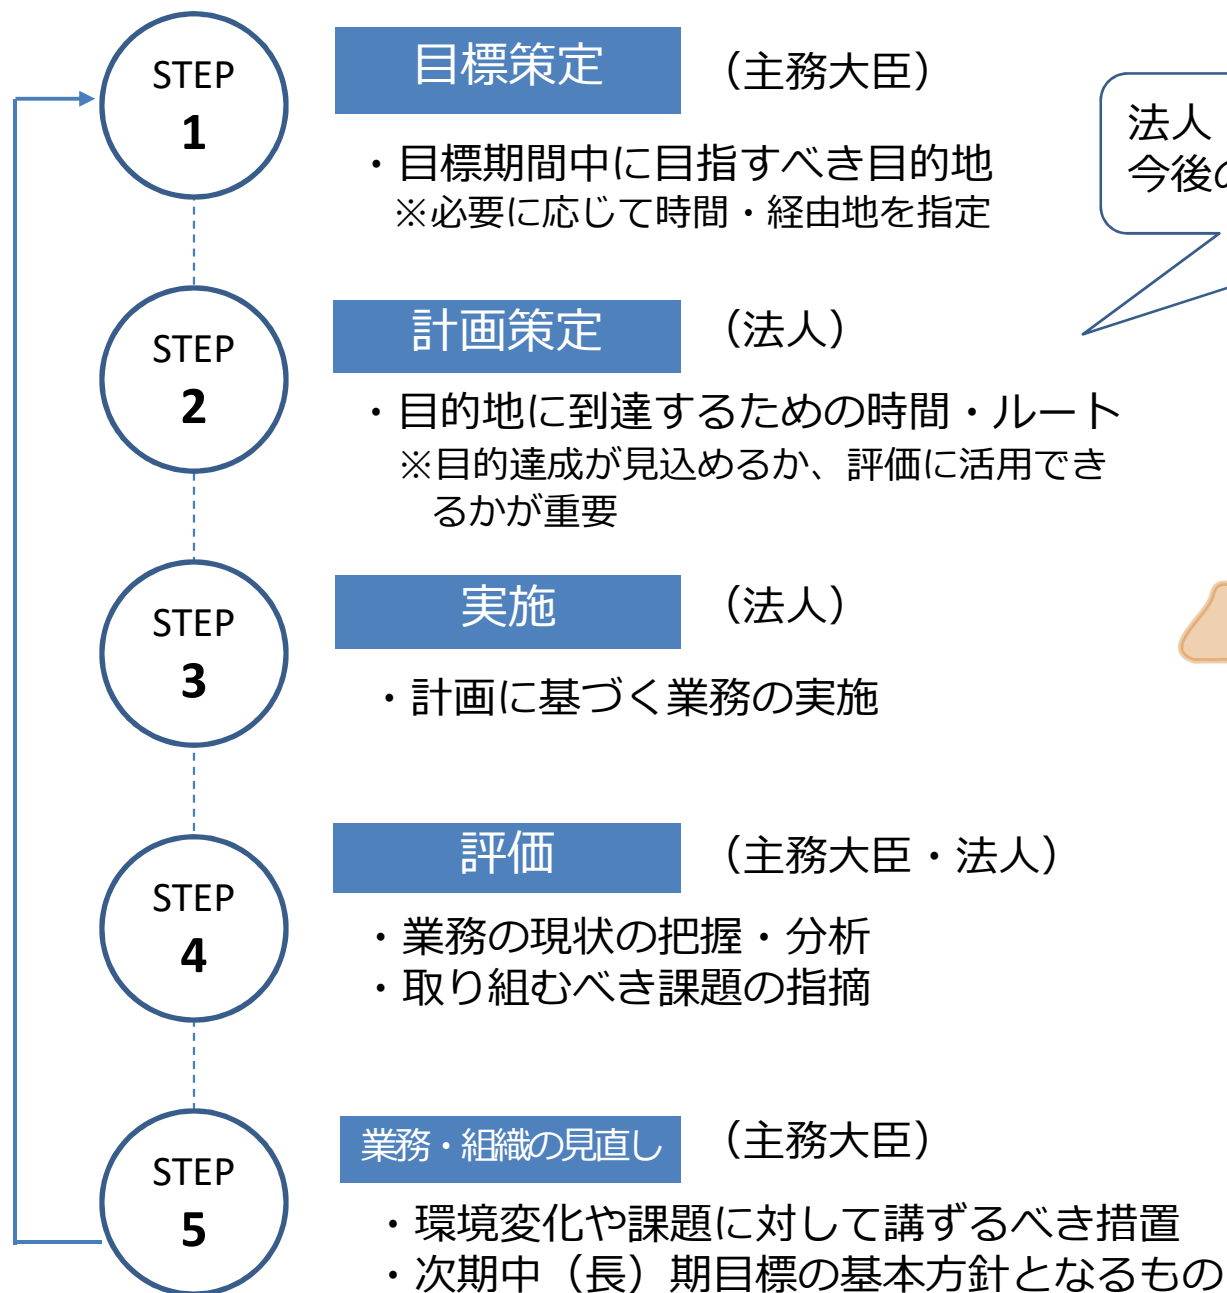 STEP
1
目標策定
（主務大臣）
・目標期間中に目指すべき目的地
※必要に応じて時間・経由地を指定
法人
今後の
STEP
2
計画策定
（法人）
・目的地に到達するための時間・ルート
※目的達成が見込めるか、評価に活用でき
るかが重要
STEP
3
実施
（法人）
・計画に基づく業務の実施
STEP
4
評価
（主務大臣・法人）
・業務の現状の把握・分析
・取り組むべき課題の指摘
STEP
5
業務・組織の見直し
（主務大臣）
・環境変化や課題に対して講ずるべき措置
・次期中（長）期目標の基本方針となるもの